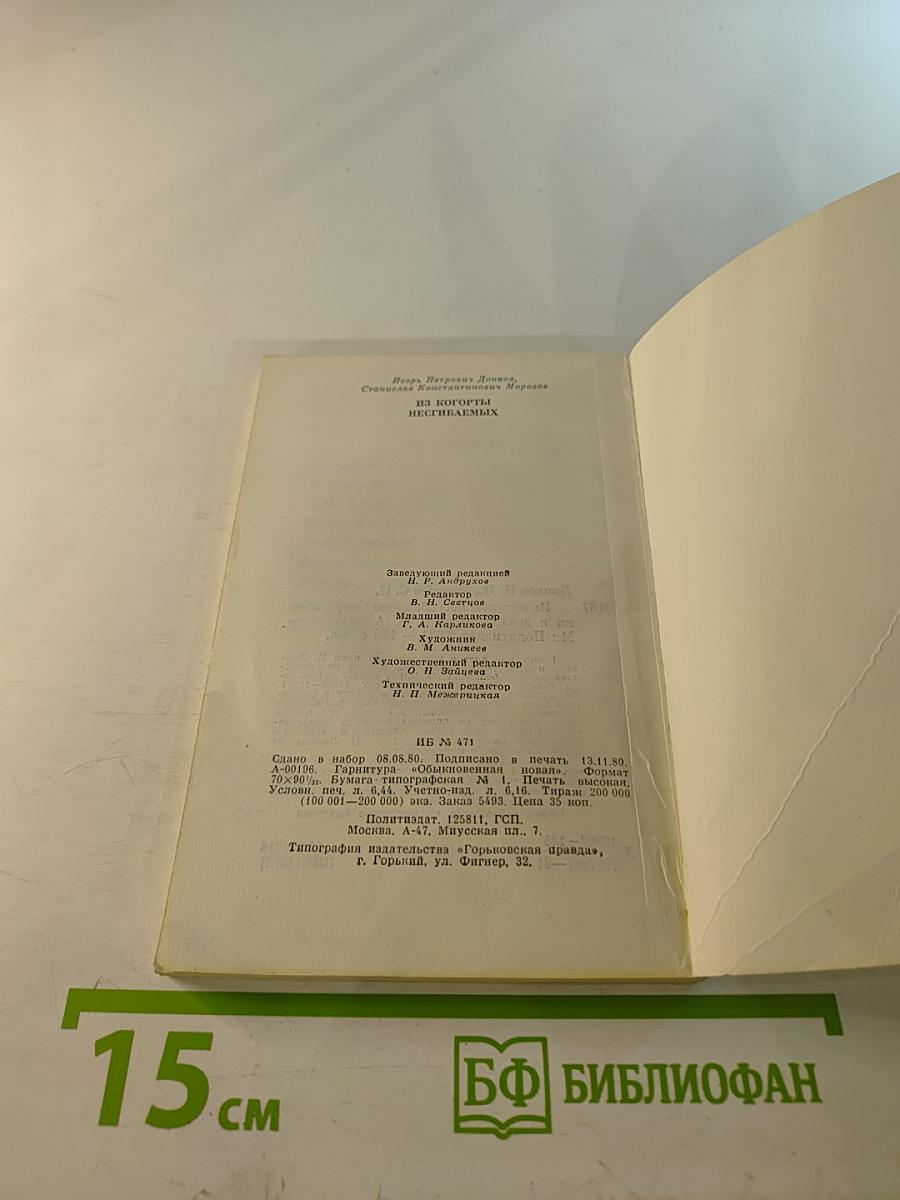 Игорь Петрович Донков,
Станислав Константинович Морозов
ИЗ КОГОРТЫ
НЕСГИБАЕМЫХ
Заведующий редакцией
Н. Р. Андрухов
Редактор
В. Н. Светцов
Младший редактор
Г. А. Карликова
Художник
В. М. Аникеев
Художественный редактор
О. Н. Зайцева
Технический редактор
Н. П. Межерицкая
ИБ № 471
Сдано в набор 08.08.80. Подписано в печать 13.11.80.
А-00196. Гарнитура «Обыкновенная новая». Формат
70×90¹/₃₂. Бумага типографская № 1. Печать высокая.
Условн. печ. л. 6,44. Учетно-изд. л. 6,16. Тираж 200 000
(100 001—200 000) экз. Заказ 5493. Цена 35 коп.
Политиздат. 125811, ГСП,
Москва, А-47, Миусская пл., 7.
Типография издательства «Горьковская правда»,
г. Горький, ул. Фигнер, 32.
15 см
БФ БИБЛИОФАН